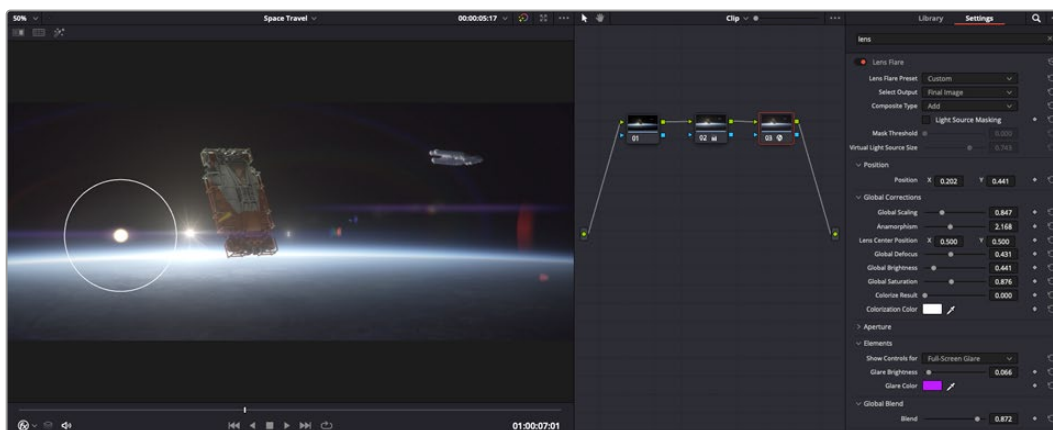 50%
Space Travel
00:00:05:17
Clip
Library
Settings
lens
Lens Flare
Lens Flare Preset
Custom
Select Output
Final Image
Composite Type
Add
Light Source Masking
Mask Threshold
0.000
Virtual Light Source Size
0.743
Position
Position X 0.202 Y 0.441
Global Corrections
Global Scaling 0.847
Anamorphism 2.168
Lens Center Position X 0.500 Y 0.500
Global Defocus 0.431
Global Brightness 0.441
Global Saturation 0.876
Colorize Result 0.000
Colorization Color
Aperture
Elements
Show Controls for Full-Screen Glare
Glare Brightness 0.066
Glare Color
Global Blend
Blend 0.872
01
02
03
01:00:07:01